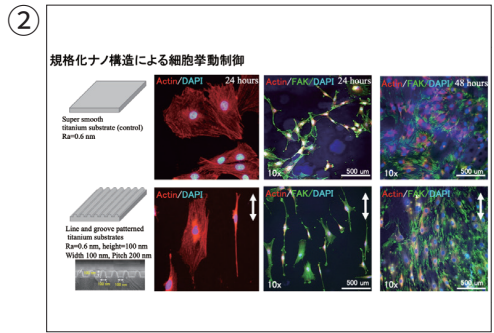 ②
規格化ナノ構造による細胞挙動制御
Actin/DAPI 24 hours
Actin/FAK/DAPI 24 hours
Actin/FAK/DAPI 48 hours
Super smooth
titanium substrate (control)
Ra=0.6 nm
10x 500 um
10x 500 um
Actin/DAPI
Actin/FAK/DAPI
Actin/FAK/DAPI
Line and groove patterned
titanium substrates
Ra=0.6 nm, height=100 nm
Width 100 nm, Pitch 200 nm
10x 500 um
10x 500 um